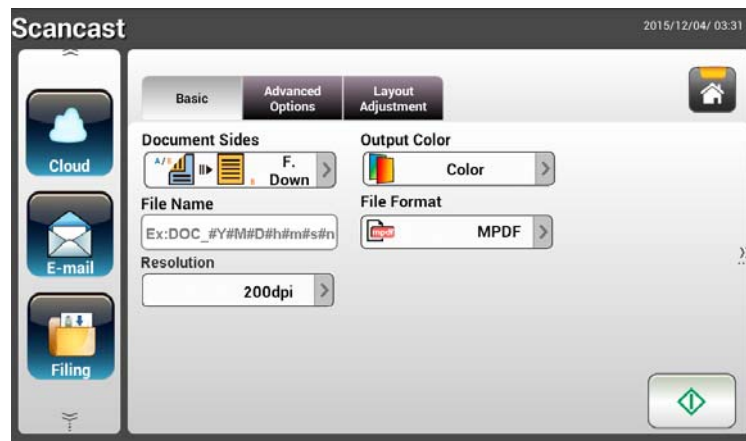 Scancast
2015/12/04/ 03:31
Basic
Advanced
Options
Layout
Adjustment
Document Sides
F.
Down
Output Color
Color
File Name
Ex:DOC_#Y#M#D#h#m#s#n
File Format
mpdf
MPDF
Resolution
200dpi
Cloud
E-mail
Filing